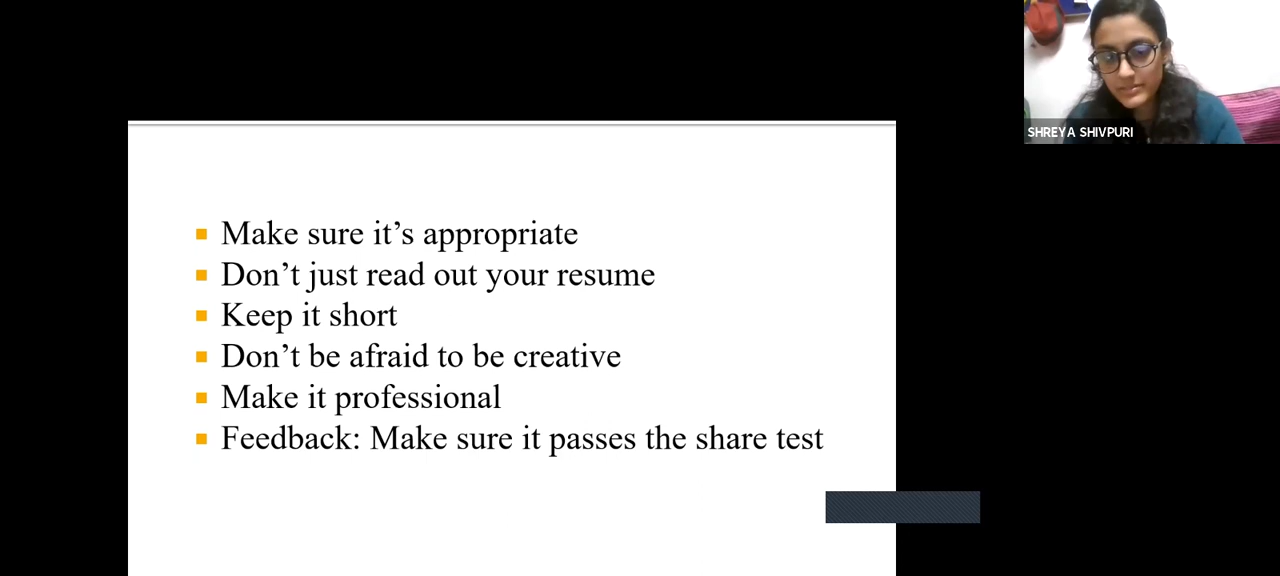 SHREYA SHIVPURI
Make sure it’s appropriate
Don’t just read out your resume
Keep it short
Don’t be afraid to be creative
Make it professional
Feedback: Make sure it passes the share test